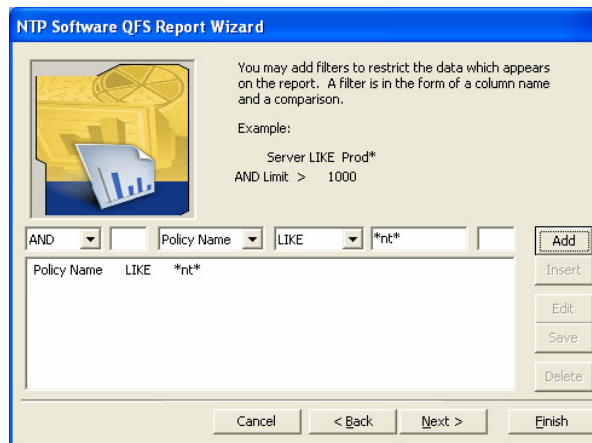 NTP Software QFS Report Wizard
You may add filters to restrict the data which appears
on the report. A filter is in the form of a column name
and a comparison.
Example:
Server LIKE Prod*
AND Limit > 1000
AND Policy Name LIKE *nt* Add
Policy Name LIKE *nt*
Insert
Edit
Save
Delete
Cancel < Back Next > Finish